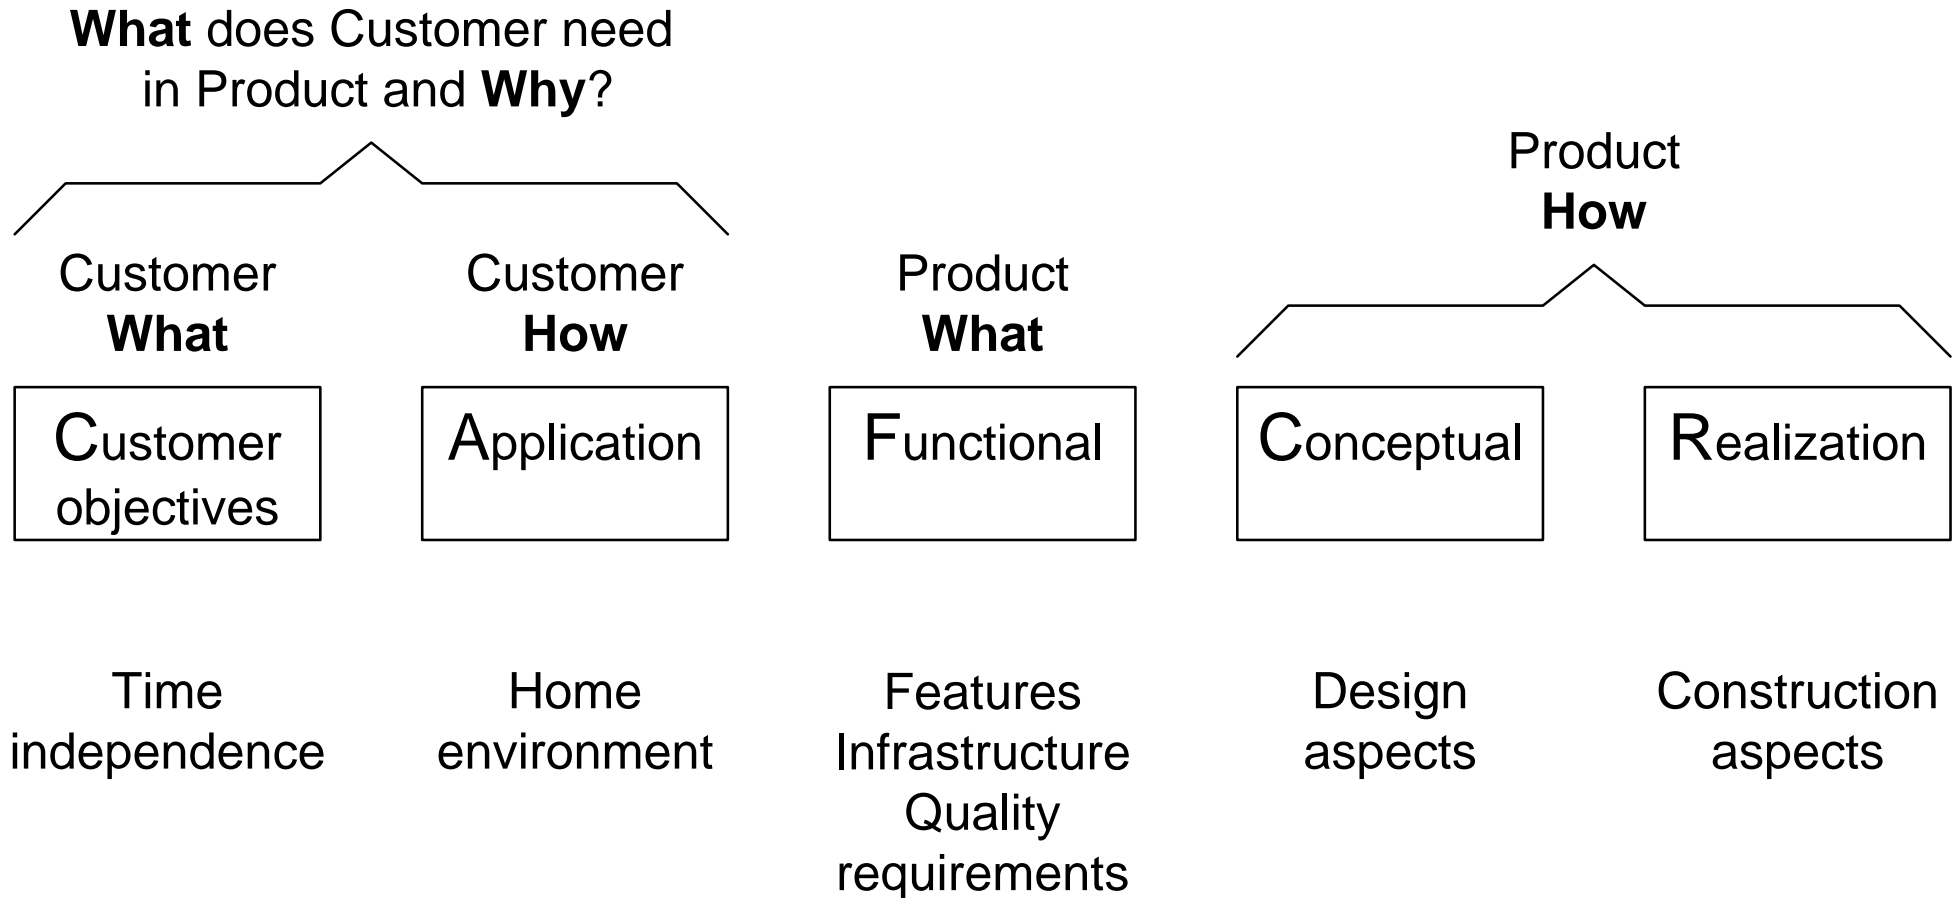 What does Customer need
in Product and Why?
Product
How
Customer
What
Customer
How
Product
What
Customer
objectives
Application
Functional
Conceptual
Realization
Time
independence
Home
environment
Features
Infrastructure
Quality
requirements
Design
aspects
Construction
aspects